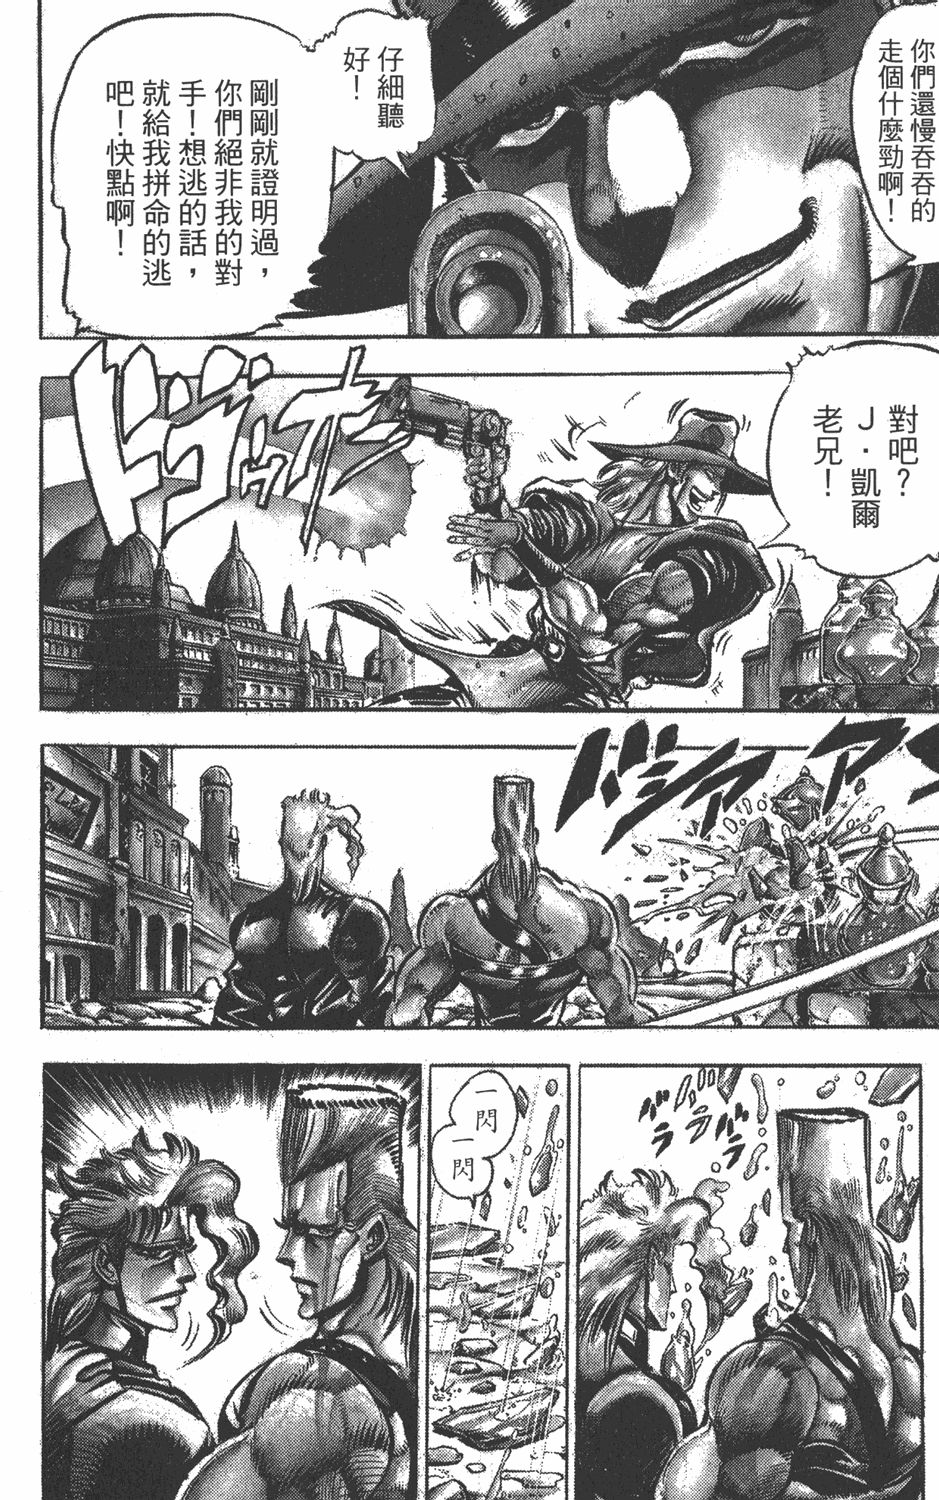 你們還慢吞吞的
走個什麼勁啊！
仔細聽
好！
剛剛就證明過，
你們絕非我的對
手！想逃的話，
就給我拼命的逃
吧！快點啊！
對吧？
J・凱爾
老兄！
ドゴォオ
バシァア
ガラガラ
一閃
一閃